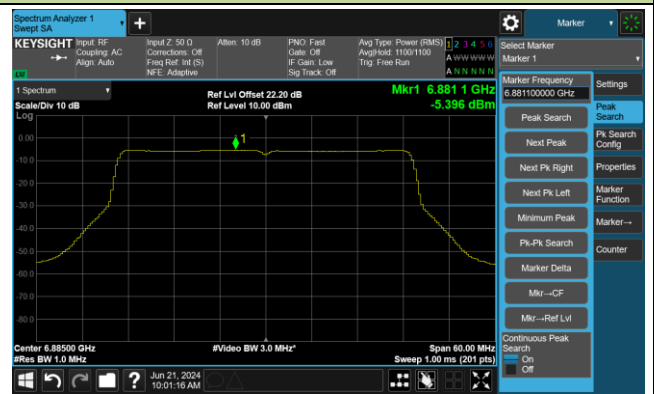 Spectrum Analyzer 1
Swept SA
+
Marker
KEYSIGHT
LXI
Input: RF
Coupling: AC
Align: Auto
Input Z: 50 Ω
Corrections: Off
Freq Ref: Int (S)
NFE: Adaptive
Atten: 10 dB
PNO: Fast
Gate: Off
IF Gain: Low
Sig Track: Off
Avg Type: Power (RMS)
Avg|Hold: 1100/1100
Trig: Free Run
1 2 3 4 5 6
A W W W W W
A N N N N N
Select Marker
Marker 1
1 Spectrum
Scale/Div 10 dB
Log
Ref Lvl Offset 22.20 dB
Ref Level 10.00 dBm
Mkr1 6.881 1 GHz
-5.396 dBm
1
0.00
-10.0
-20.0
-30.0
-40.0
-50.0
-60.0
-70.0
-80.0
Center 6.88500 GHz
#Res BW 1.0 MHz
#Video BW 3.0 MHz*
Span 60.00 MHz
Sweep 1.00 ms (201 pts)
Marker Frequency
6.881100000 GHz
Peak Search
Next Peak
Next Pk Right
Next Pk Left
Minimum Peak
Pk-Pk Search
Marker Delta
Mkr→CF
Mkr→Ref Lvl
Continuous Peak
Search
On
Off
Settings
Peak
Search
Pk Search
Config
Properties
Marker
Function
Marker→
Counter
?
Jun 21, 2024
10:01:16 AM